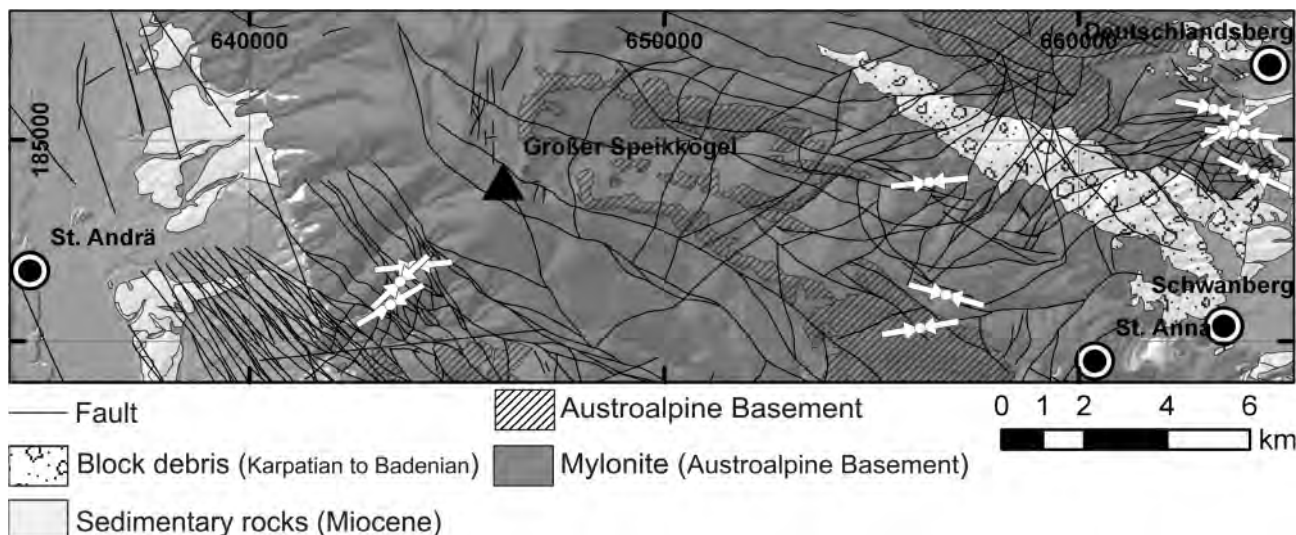 640000 650000 660000
Deutschlandsberg
185000
Großer Speikkogel
St. Andrä
Schwanberg
St. Anna
Fault
Austroalpine Basement
0 1 2 4 6
km
Block debris (Karpatian to Badenian)
Mylonite (Austroalpine Basement)
Sedimentary rocks (Miocene)